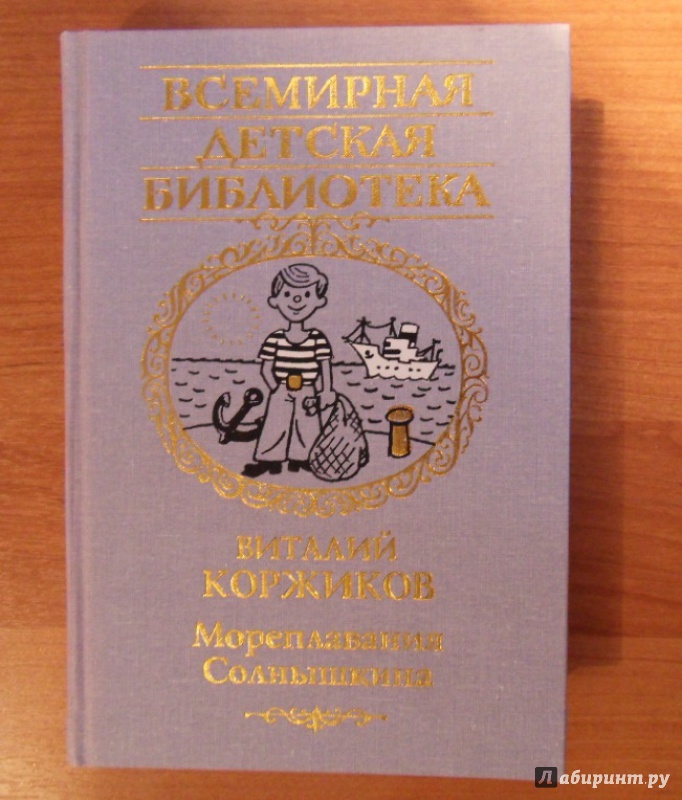 ВСЕМИРНАЯ
ДЕТСКАЯ
БИБЛИОТЕКА
ВИТАЛИЙ
КОРЖИКОВ
Мореплавания
Солнышкина
Лабиринт.ру